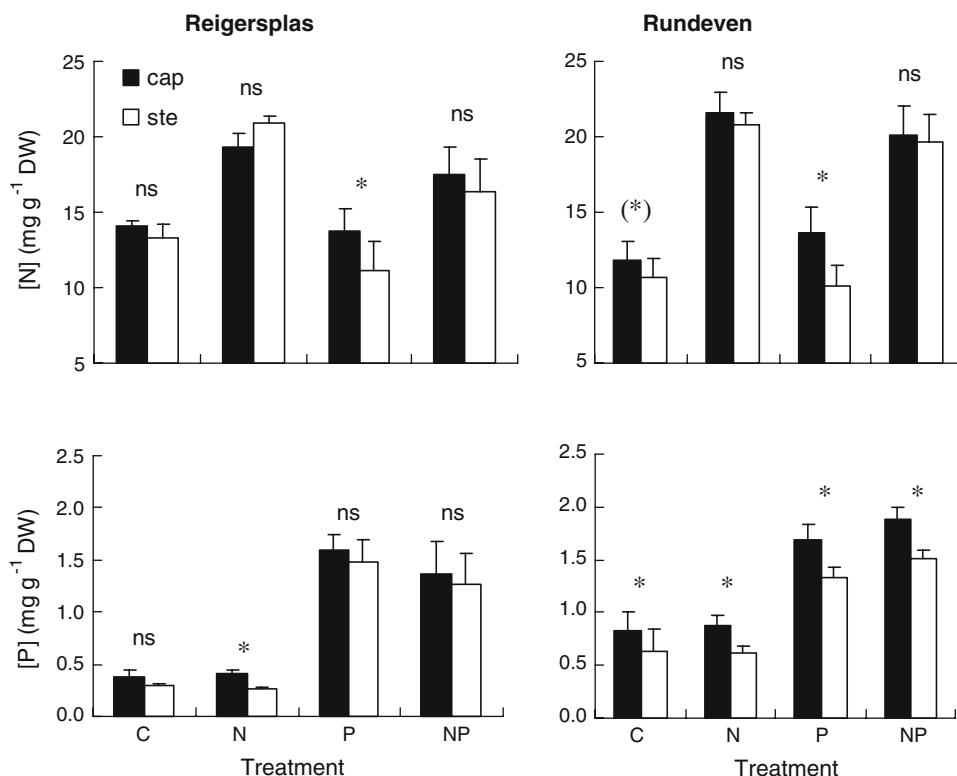 Reigersplas
Rundeven
cap
ste
[N] (mg g⁻¹ DW)
25
20
15
10
5
ns
ns
*
ns
25
20
15
10
5
(*)
ns
*
ns
[P] (mg g⁻¹ DW)
2.5
2.0
1.5
1.0
0.5
0.0
ns
*
ns
ns
C N P NP
Treatment
2.5
2.0
1.5
1.0
0.5
0.0
*
*
*
*
C N P NP
Treatment